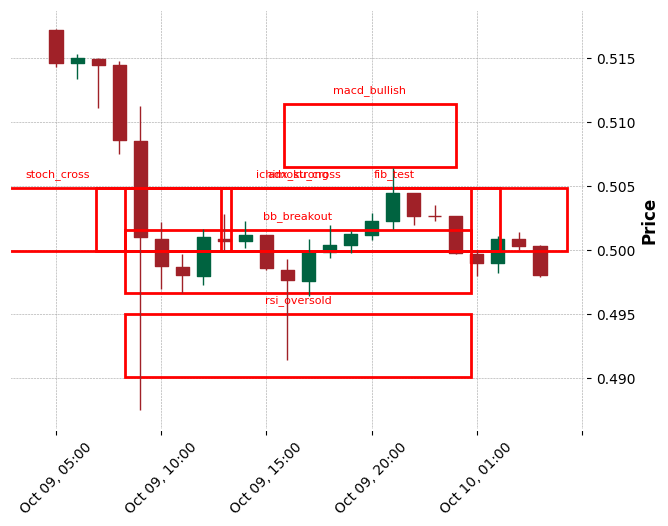 0.515
macd_bullish
0.510
stoch_cross
adx_strong
fib_test
0.505
bb_breakout
0.500
rsi_oversold
0.495
0.490
Price
Oct 09, 05:00
Oct 09, 10:00
Oct 09, 15:00
Oct 09, 20:00
Oct 10, 01:00